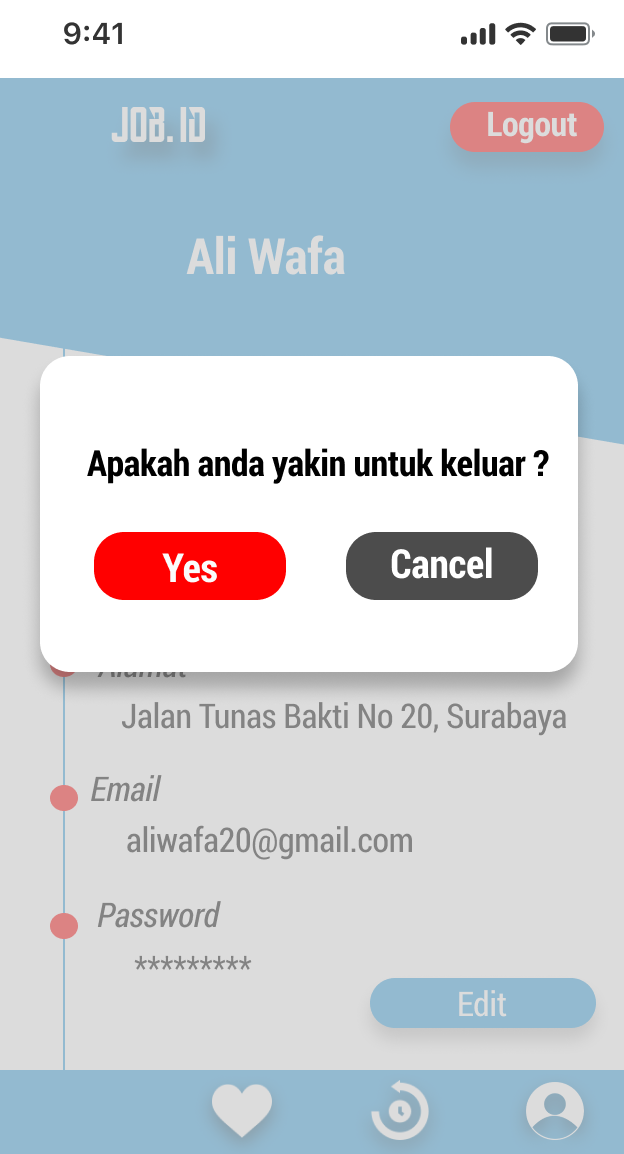 9:41
JOB.ID
Logout
Ali Wafa
Apakah anda yakin untuk keluar ?
Yes
Cancel
Alamat
Jalan Tunas Bakti No 20, Surabaya
Email
aliwafa20@gmail.com
Password
*********
Edit